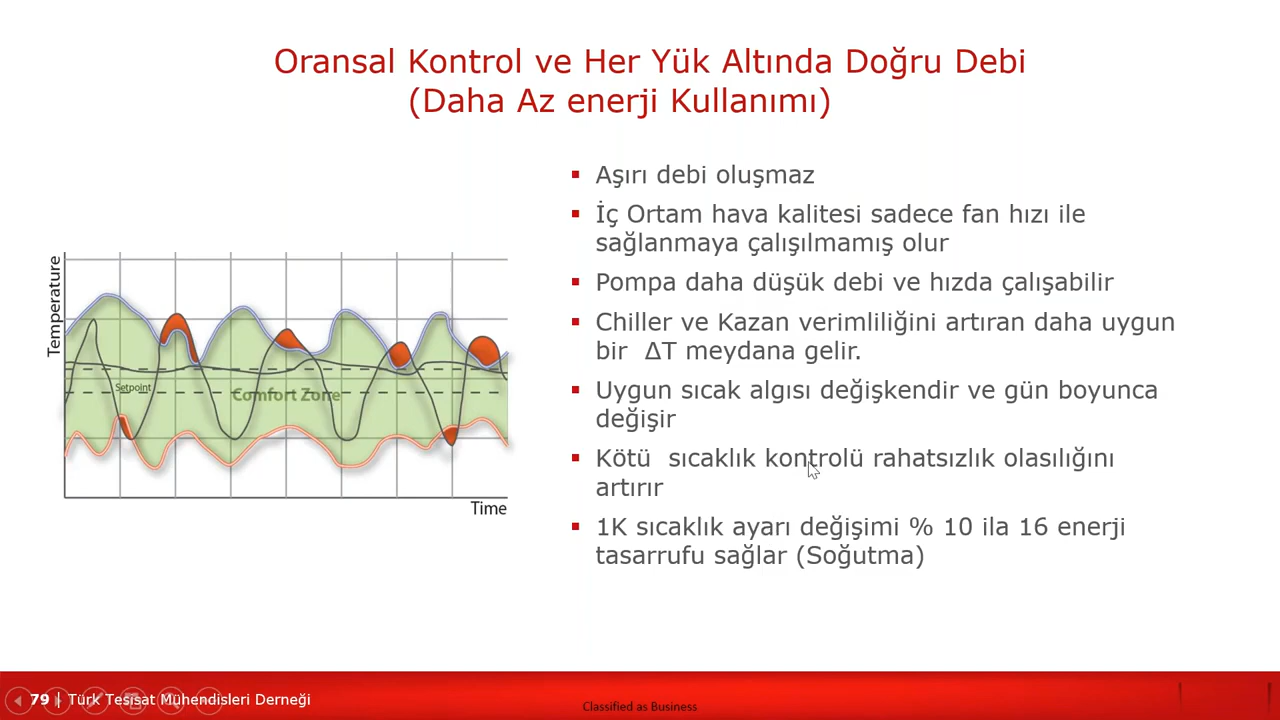 Oransal Kontrol ve Her Yük Altında Doğru Debi
(Daha Az enerji Kullanımı)
Temperature
Setpoint
Comfort Zone
Time
Aşırı debi oluşmaz
İç Ortam hava kalitesi sadece fan hızı ile
sağlanmaya çalışılmamış olur
Pompa daha düşük debi ve hızda çalışabilir
Chiller ve Kazan verimliliğini artıran daha uygun
bir ΔT meydana gelir.
Uygun sıcak algısı değişkendir ve gün boyunca
değişir
Kötü sıcaklık kontrolü rahatsızlık olasılığını
artırır
1K sıcaklık ayarı değişimi % 10 ila 16 enerji
tasarrufu sağlar (Soğutma)
79 | Türk Tesisat Mühendisleri Derneği
Classified as Business